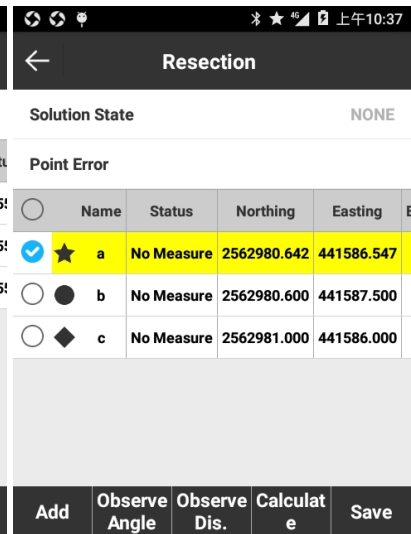 4G 上午10:37
Resection
Solution State NONE
Point Error
Name Status Northing Easting
a No Measure 2562980.642 441586.547
b No Measure 2562980.600 441587.500
c No Measure 2562981.000 441586.000
Add Observe Angle Observe Dis. Calculate Save